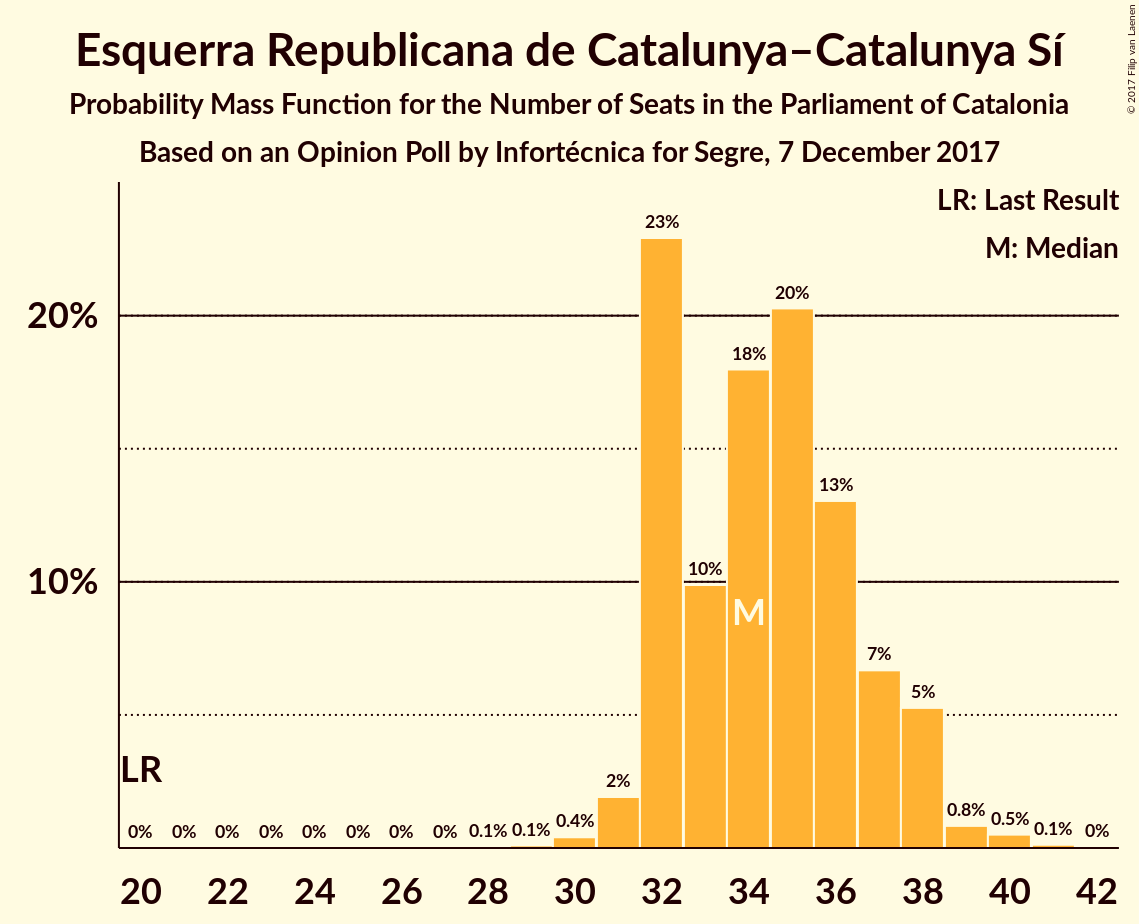 Esquerra Republicana de Catalunya–Catalunya Sí
Probability Mass Function for the Number of Seats in the Parliament of Catalonia
Based on an Opinion Poll by Infortécnica for Segre, 7 December 2017
© 2017 Filip van Laenen
LR: Last Result
M: Median
23%
20%
20%
18%
13%
10%
10%
M
7%
5%
LR
2%
0% 0% 0% 0% 0% 0% 0% 0% 0.1% 0.1% 0.4% 0.8% 0.5% 0.1% 0%
20 22 24 26 28 30 32 34 36 38 40 42